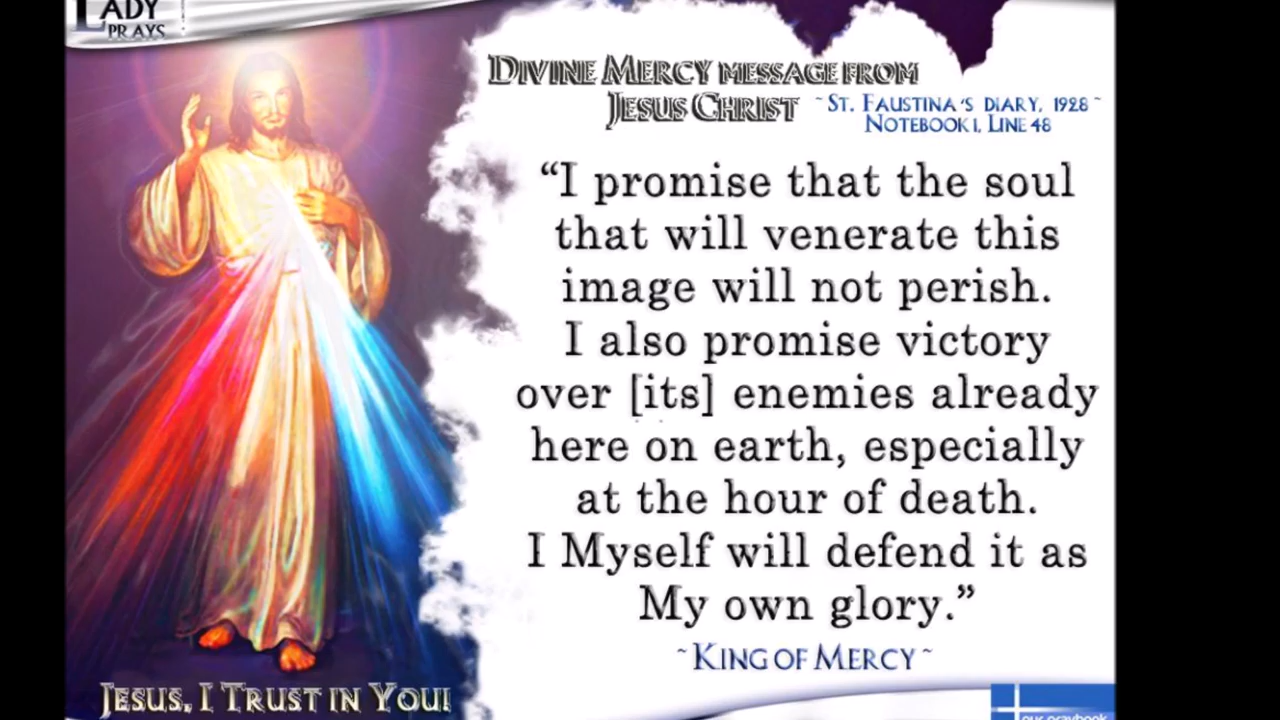 LADY
PRAYS
DIVINE MERCY MESSAGE FROM
JESUS CHRIST ~ ST. FAUSTINA'S DIARY, 1928 ~
NOTEBOOK 1, LINE 48
“I promise that the soul
that will venerate this
image will not perish.
I also promise victory
over [its] enemies already
here on earth, especially
at the hour of death.
I Myself will defend it as
My own glory.”
~ KING OF MERCY ~
JESUS, I TRUST IN YOU!
our praybook